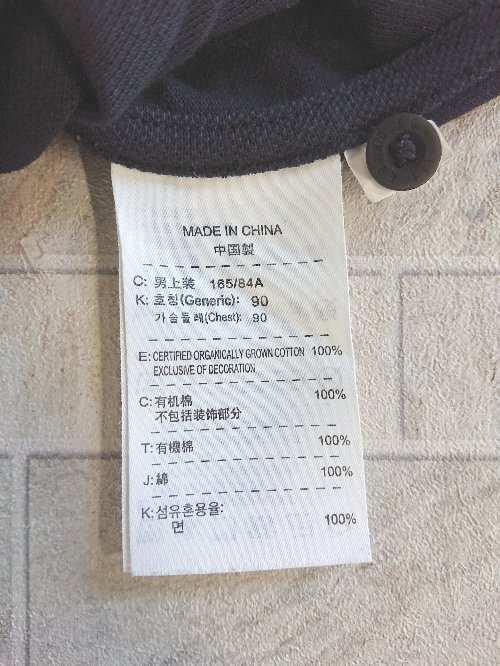 MADE IN CHINA
中国製
C: 男上装 165/84A
K: 호칭(Generic): 90
가슴둘레(Chest): 90
E: CERTIFIED ORGANICALLY GROWN COTTON 100%
EXCLUSIVE OF DECORATION
C: 有机棉 100%
不包括装饰部分
T: 有機棉 100%
J: 綿 100%
K: 섬유혼용율:
면 100%